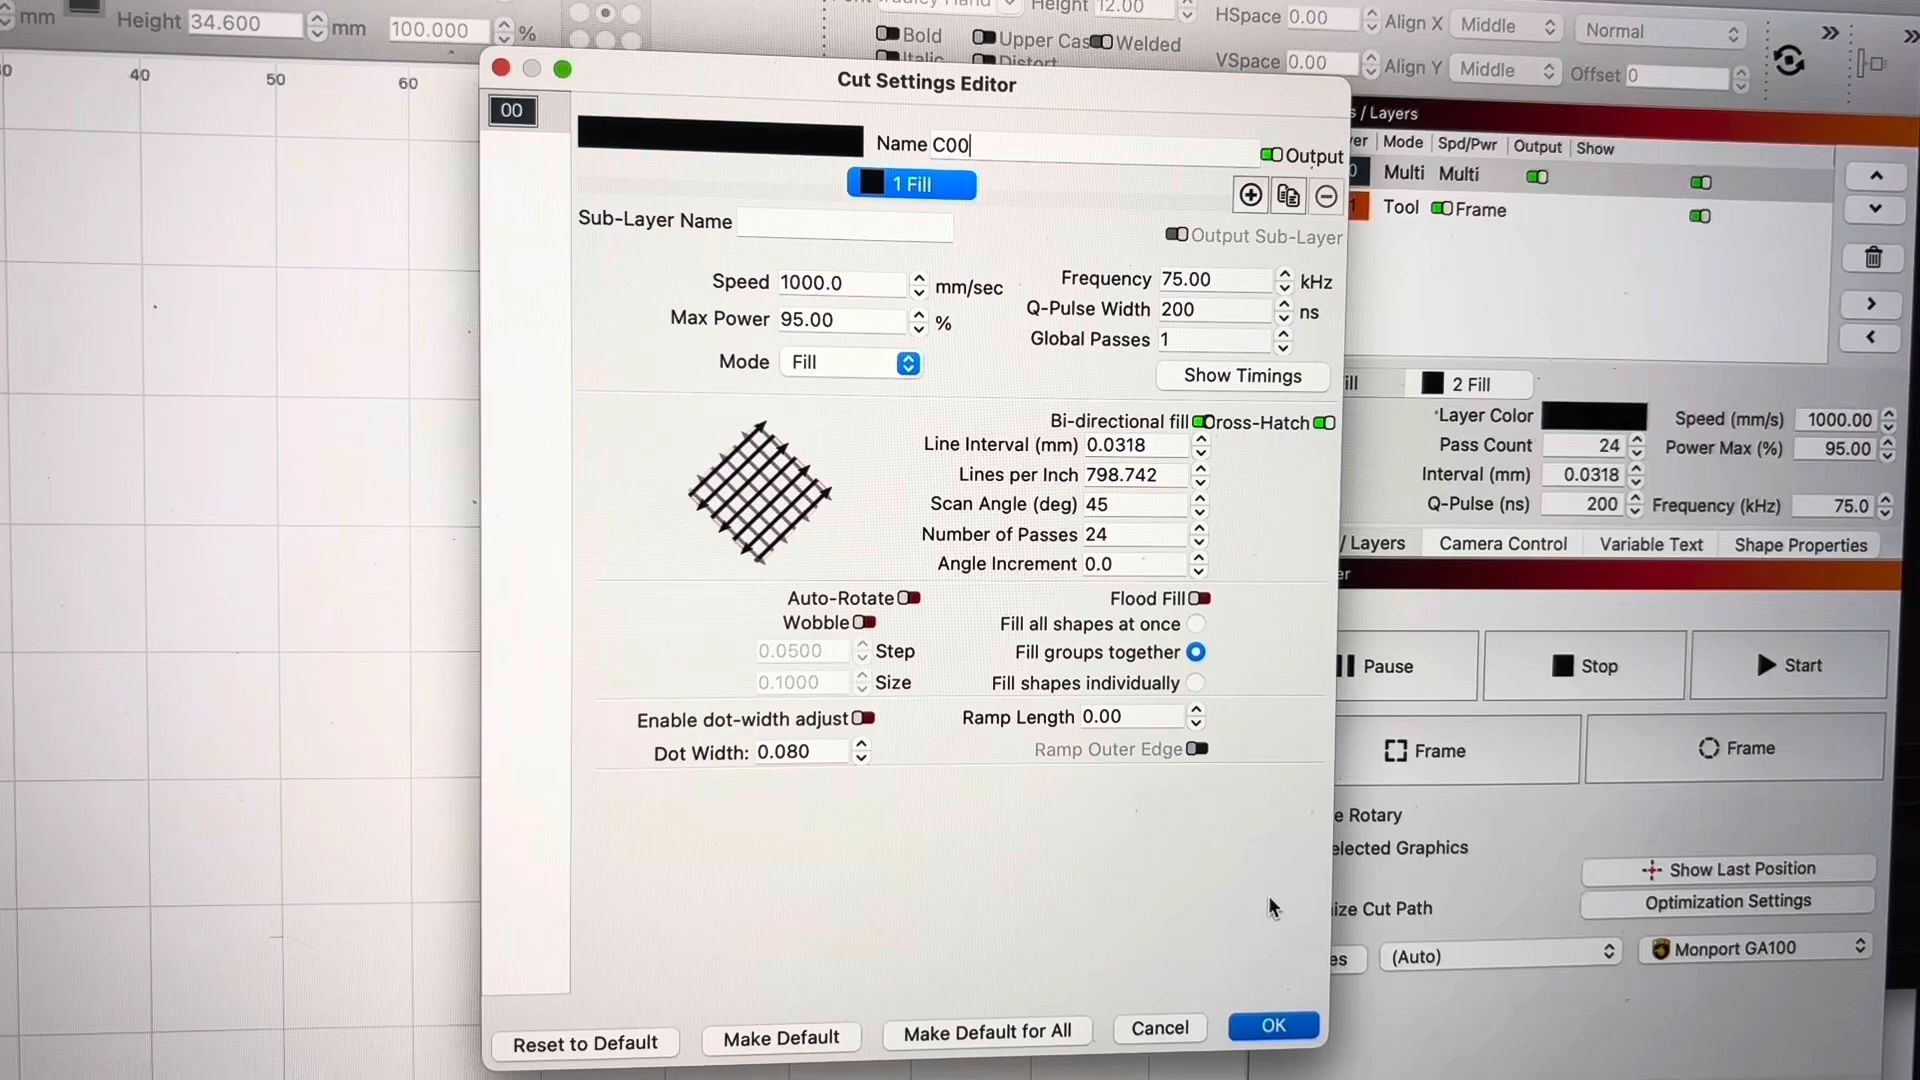 mm
Height 34.600 mm 100.000 %
Height 12.00
Bold
Upper Cas
Welded
Italic
Distort
HSpace 0.00
Align X Middle
Normal
VSpace 0.00
Align Y Middle
Offset 0
40
50
60
Cut Settings Editor
00
Name C00
Output
1 Fill
Sub-Layer Name
Output Sub-Layer
Speed 1000.0 mm/sec
Frequency 75.00 kHz
Max Power 95.00 %
Q-Pulse Width 200 ns
Global Passes 1
Mode Fill
Show Timings
Bi-directional fill
Cross-Hatch
Line Interval (mm) 0.0318
Lines per Inch 798.742
Scan Angle (deg) 45
Number of Passes 24
Angle Increment 0.0
Auto-Rotate
Flood Fill
Wobble
Fill all shapes at once
0.0500 Step
Fill groups together
0.1000 Size
Fill shapes individually
Enable dot-width adjust
Ramp Length 0.00
Dot Width: 0.080
Ramp Outer Edge
Reset to Default
Make Default
Make Default for All
Cancel
OK
/ Layers
Mode
Spd/Pwr
Output
Show
Multi
Multi
Tool
Frame
2 Fill
Layer Color
Speed (mm/s) 1000.00
Pass Count 24
Power Max (%) 95.00
Interval (mm) 0.0318
Q-Pulse (ns) 200
Frequency (kHz) 75.0
/ Layers
Camera Control
Variable Text
Shape Properties
Pause
Stop
Start
Frame
Frame
Rotary
Graphics
Show Last Position
Cut Path
Optimization Settings
(Auto)
Monport GA100